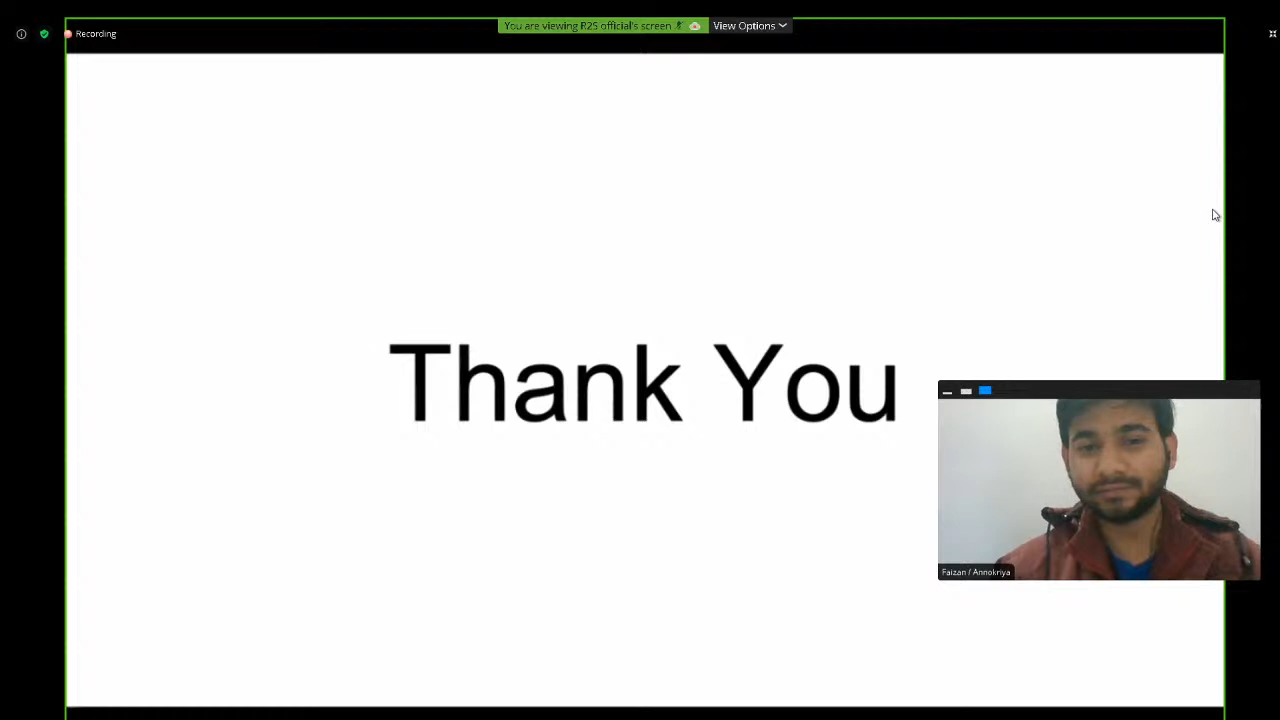 You are viewing R2S official's screen
View Options
Recording
Thank You
Faizan / Annokriya